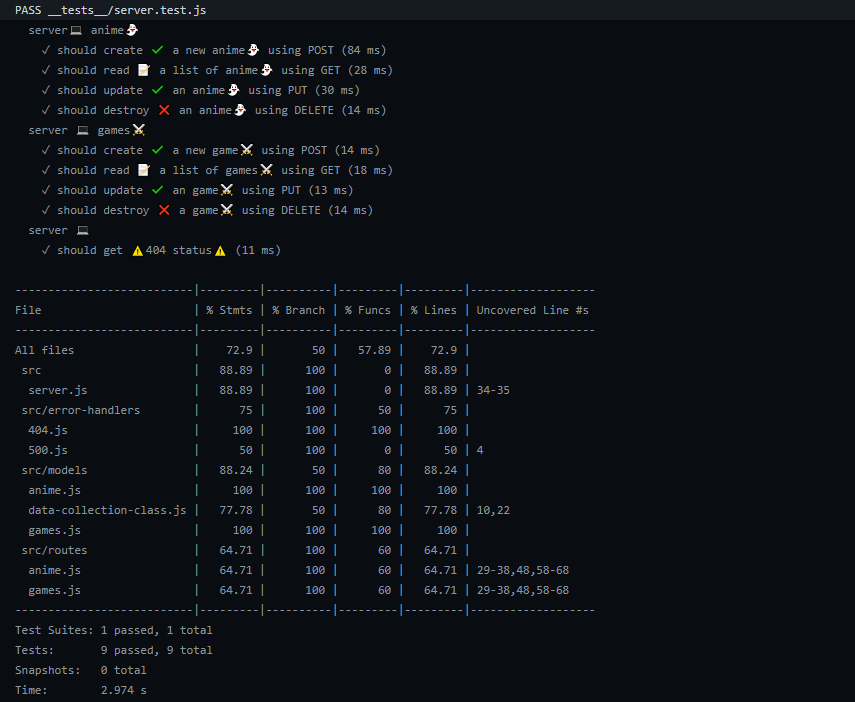 PASS __tests__/server.test.js
server💻 anime👻
✓ should create ✅ a new anime👻 using POST (84 ms)
✓ should read 📝 a list of anime👻 using GET (28 ms)
✓ should update ✅ an anime👻 using PUT (30 ms)
✓ should destroy ❌ an anime👻 using DELETE (14 ms)
server 💻 games⚔
✓ should create ✅ a new game⚔ using POST (14 ms)
✓ should read 📝 a list of games⚔ using GET (18 ms)
✓ should update ✅ an game⚔ using PUT (13 ms)
✓ should destroy ❌ a game⚔ using DELETE (14 ms)
server 💻
✓ should get ⚠404 status⚠ (11 ms)
---------------------------|---------|----------|---------|---------|-------------------
File                       | % Stmts | % Branch | % Funcs | % Lines | Uncovered Line #s
---------------------------|---------|----------|---------|---------|-------------------
All files                  |    72.9 |       50 |   57.89 |    72.9 |
 src                       |   88.89 |      100 |       0 |   88.89 |
  server.js                |   88.89 |      100 |       0 |   88.89 | 34-35
 src/error-handlers        |      75 |      100 |      50 |      75 |
  404.js                   |     100 |      100 |     100 |     100 |
  500.js                   |      50 |      100 |       0 |      50 | 4
 src/models                |   88.24 |       50 |      80 |   88.24 |
  anime.js                 |     100 |      100 |     100 |     100 |
  data-collection-class.js |   77.78 |       50 |      80 |   77.78 | 10,22
  games.js                 |     100 |      100 |     100 |     100 |
 src/routes                |   64.71 |      100 |      60 |   64.71 |
  anime.js                 |   64.71 |      100 |      60 |   64.71 | 29-38,48,58-68
  games.js                 |   64.71 |      100 |      60 |   64.71 | 29-38,48,58-68
---------------------------|---------|----------|---------|---------|-------------------
Test Suites: 1 passed, 1 total
Tests:       9 passed, 9 total
Snapshots:   0 total
Time:        2.974 s